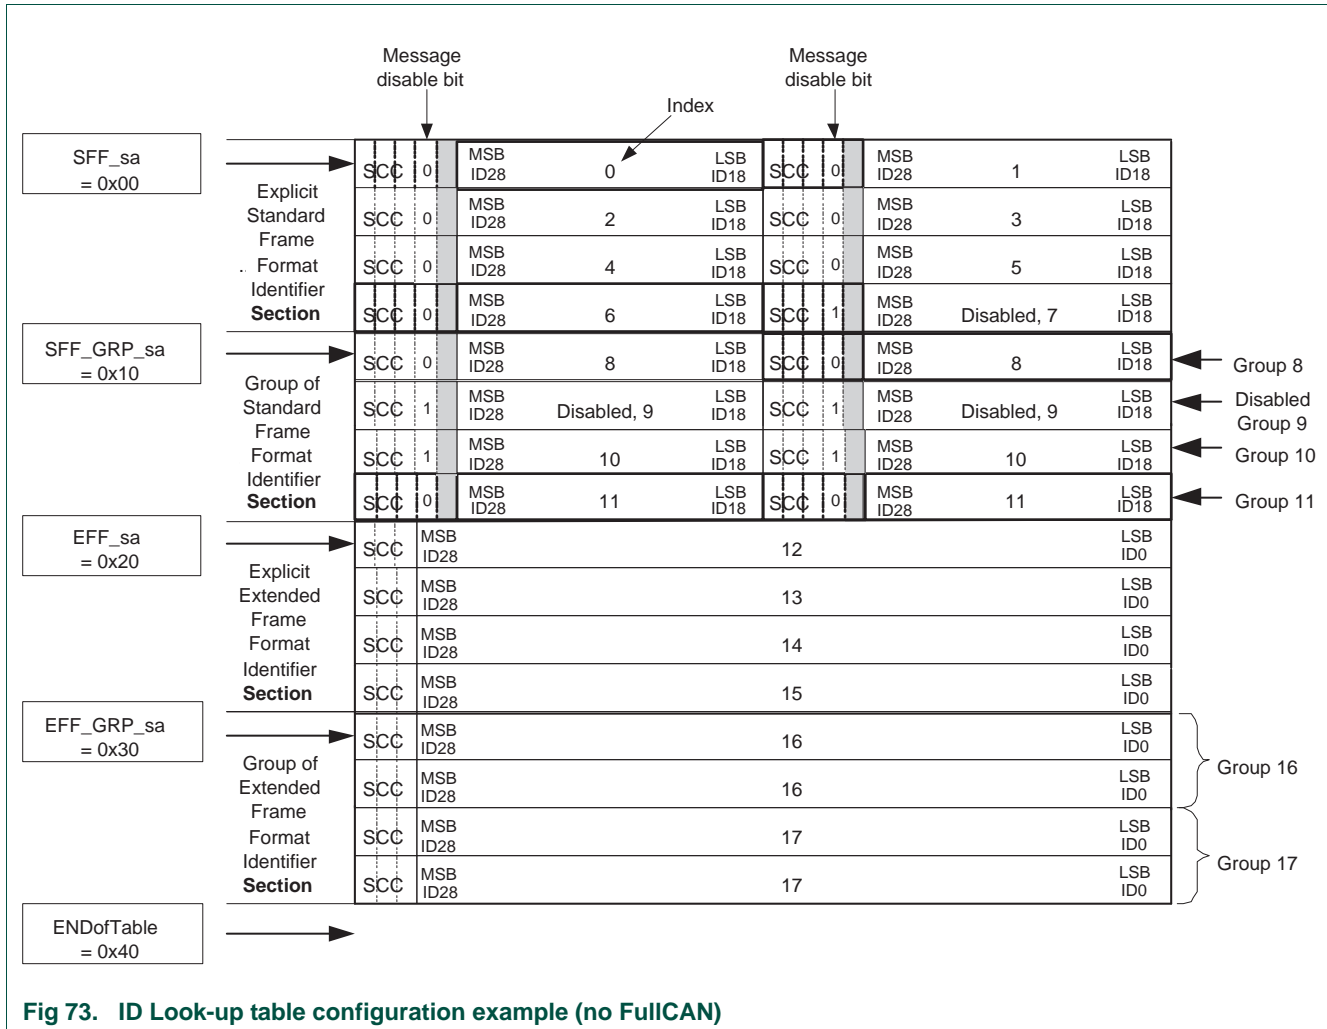 Message
disable bit
Message
disable bit
Index
SFF_sa
= 0x00
Explicit
Standard
Frame
.. Format
Identifier
Section
SCC 0 MSB ID28 0 LSB ID18 SCC 0 MSB ID28 1 LSB ID18
SCC 0 MSB ID28 2 LSB ID18 SCC 0 MSB ID28 3 LSB ID18
SCC 0 MSB ID28 4 LSB ID18 SCC 0 MSB ID28 5 LSB ID18
SCC 0 MSB ID28 6 LSB ID18 SCC 1 MSB ID28 Disabled, 7 LSB ID18
SFF_GRP_sa
= 0x10
Group of
Standard
Frame
Format
Identifier
Section
SCC 0 MSB ID28 8 LSB ID18 SCC 0 MSB ID28 8 LSB ID18
Group 8
SCC 1 MSB ID28 Disabled, 9 LSB ID18 SCC 1 MSB ID28 Disabled, 9 LSB ID18
Disabled
Group 9
SCC 1 MSB ID28 10 LSB ID18 SCC 1 MSB ID28 10 LSB ID18
Group 10
SCC 0 MSB ID28 11 LSB ID18 SCC 0 MSB ID28 11 LSB ID18
Group 11
EFF_sa
= 0x20
Explicit
Extended
Frame
Format
Identifier
Section
SCC MSB ID28 12 LSB ID0
SCC MSB ID28 13 LSB ID0
SCC MSB ID28 14 LSB ID0
SCC MSB ID28 15 LSB ID0
EFF_GRP_sa
= 0x30
Group of
Extended
Frame
Format
Identifier
Section
SCC MSB ID28 16 LSB ID0
SCC MSB ID28 16 LSB ID0
Group 16
SCC MSB ID28 17 LSB ID0
SCC MSB ID28 17 LSB ID0
Group 17
ENDofTable
= 0x40
Fig 73. ID Look-up table configuration example (no FullCAN)